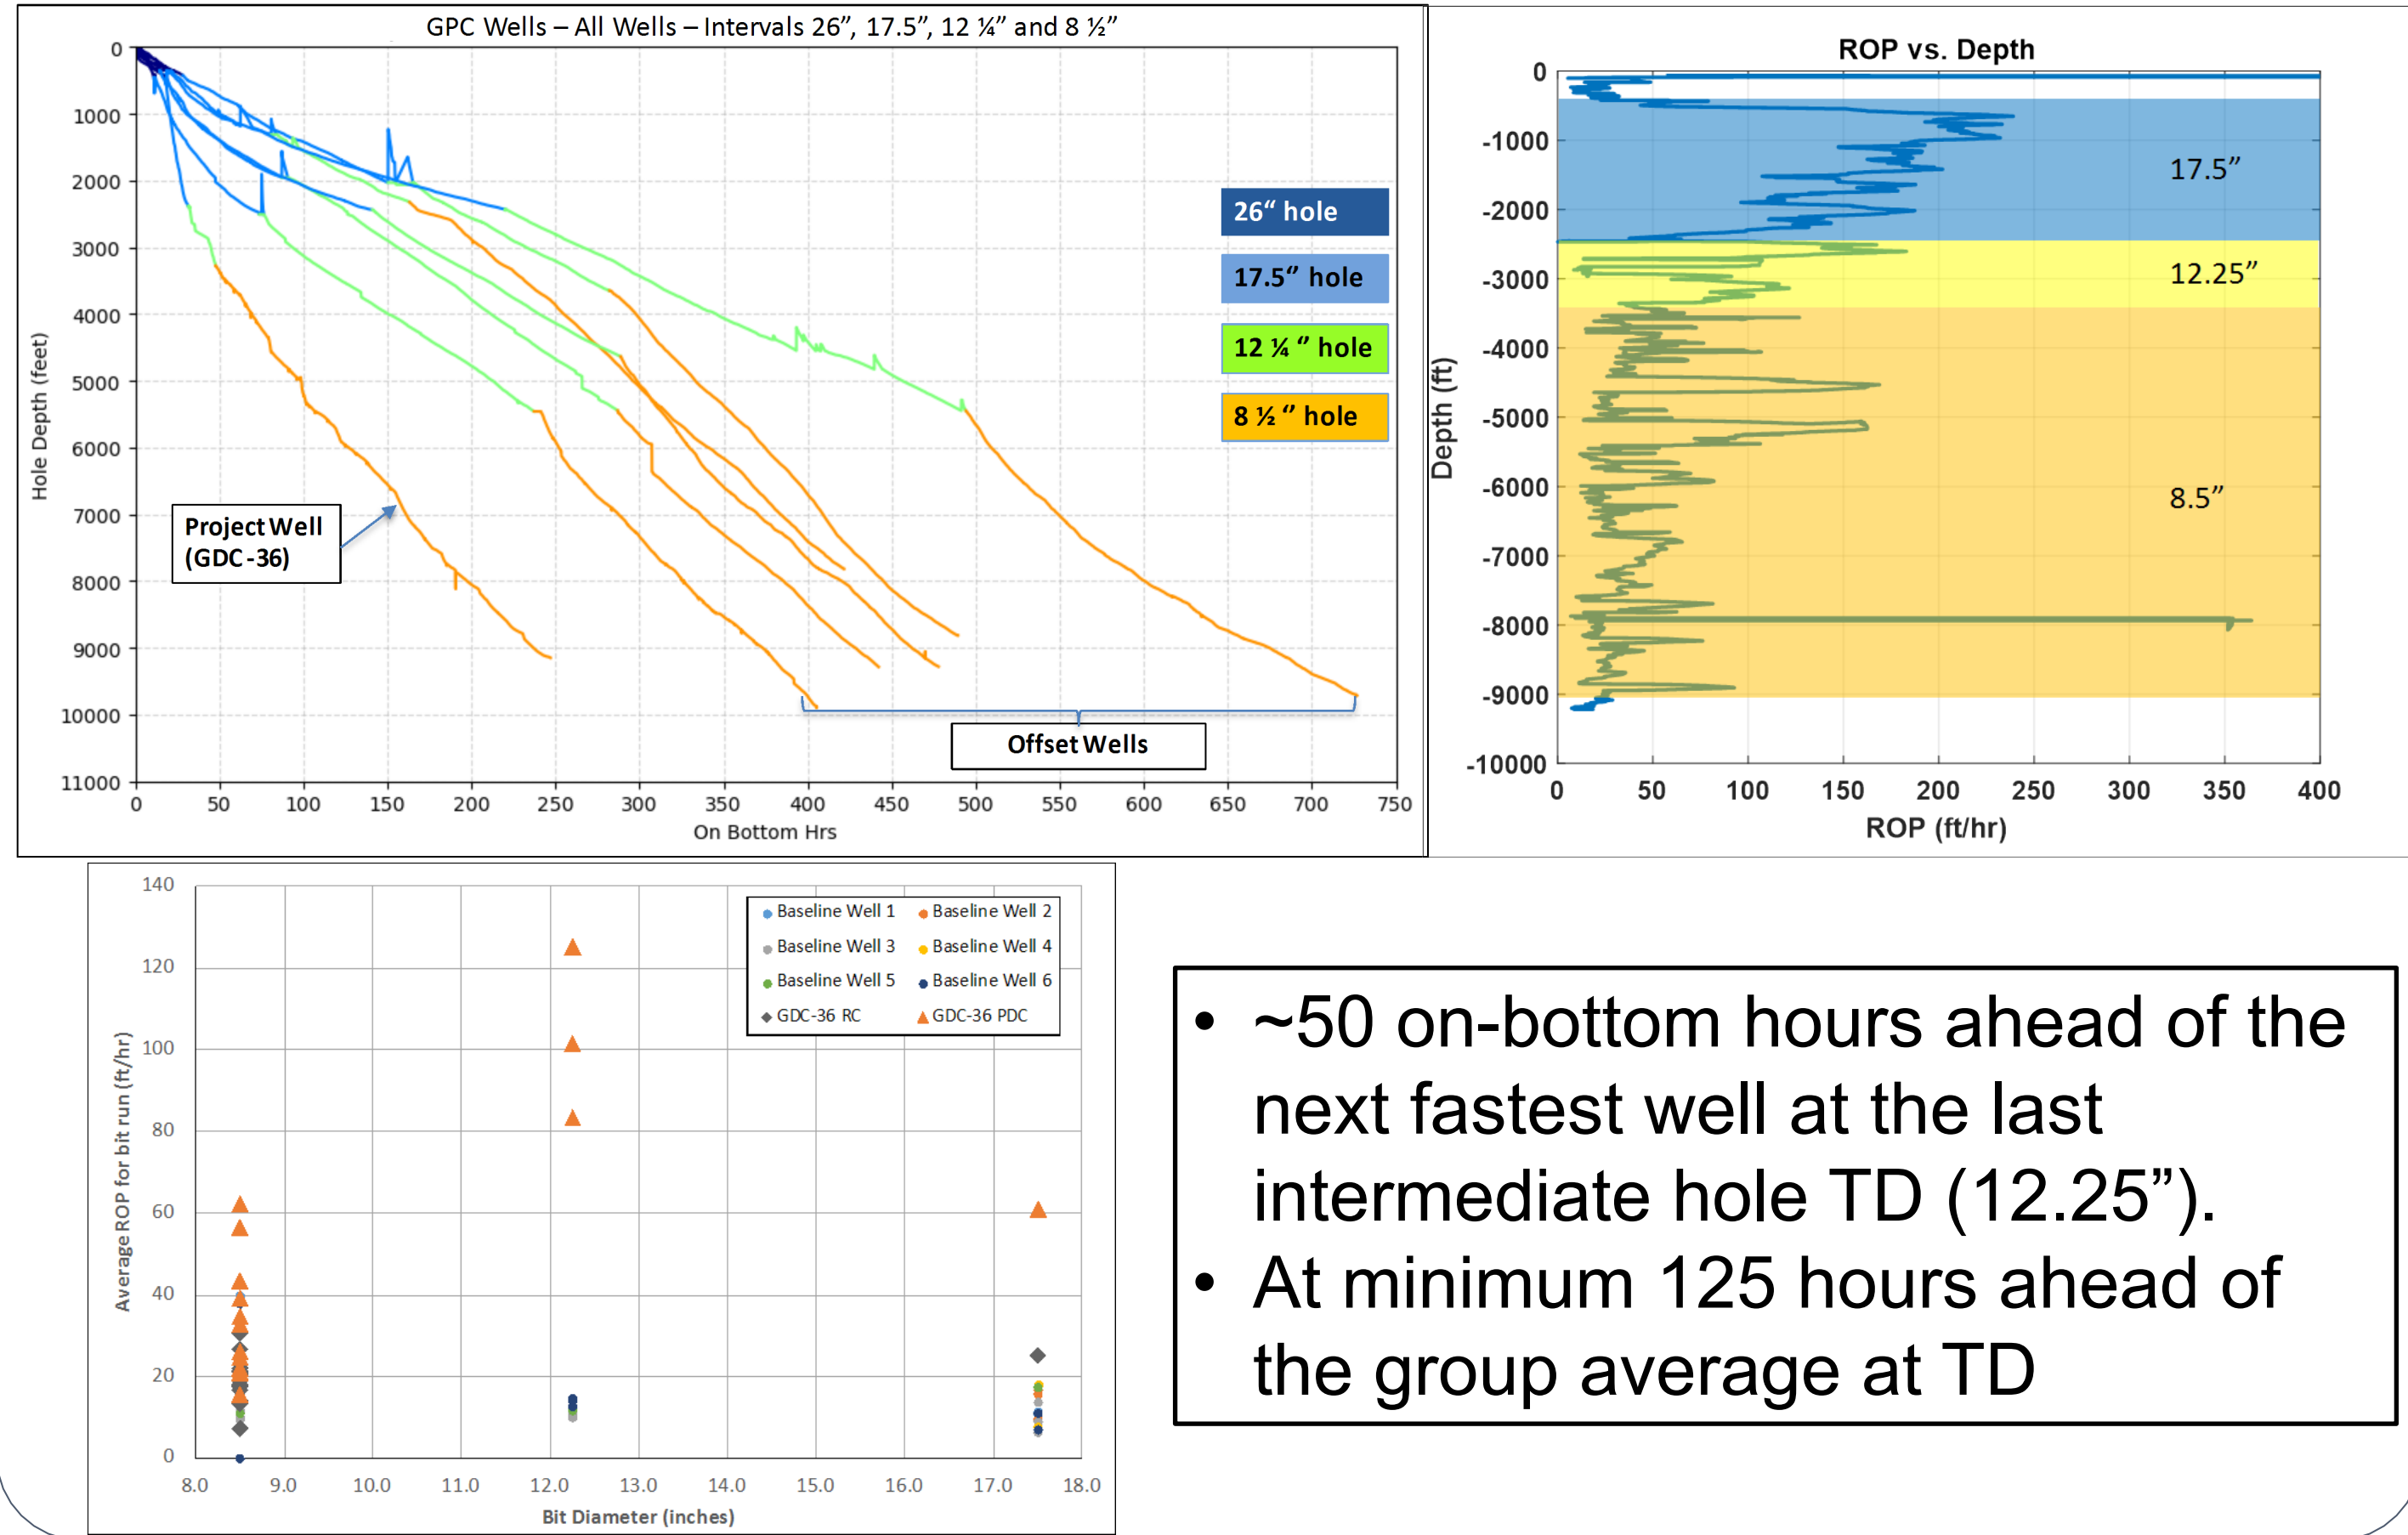 GPC Wells – All Wells – Intervals 26”, 17.5”, 12 ¼” and 8 ½”
0
1000
2000
3000
4000
5000
6000
7000
8000
9000
10000
11000
Hole Depth (feet)
0 50 100 150 200 250 300 350 400 450 500 550 600 650 700 750
On Bottom Hrs
26“ hole
17.5” hole
12 ¼ ” hole
8 ½ ” hole
Project Well
(GDC-36)
Offset Wells
ROP vs. Depth
0
-1000
-2000
-3000
-4000
-5000
-6000
-7000
-8000
-9000
-10000
Depth (ft)
17.5”
12.25”
8.5”
0 50 100 150 200 250 300 350 400
ROP (ft/hr)
140
120
100
80
60
40
20
0
Average ROP for bit run (ft/hr)
Baseline Well 1 Baseline Well 2
Baseline Well 3 Baseline Well 4
Baseline Well 5 Baseline Well 6
GDC-36 RC GDC-36 PDC
8.0 9.0 10.0 11.0 12.0 13.0 14.0 15.0 16.0 17.0 18.0
Bit Diameter (inches)
• ~50 on-bottom hours ahead of the
next fastest well at the last
intermediate hole TD (12.25”).
• At minimum 125 hours ahead of
the group average at TD